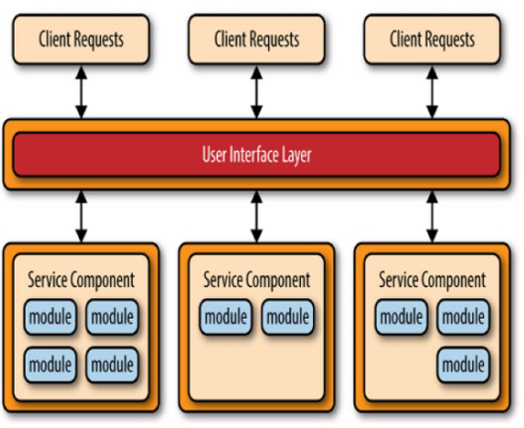 Client Requests
Client Requests
Client Requests
User Interface Layer
Service Component
module module
module module
Service Component
module module
Service Component
module module
module